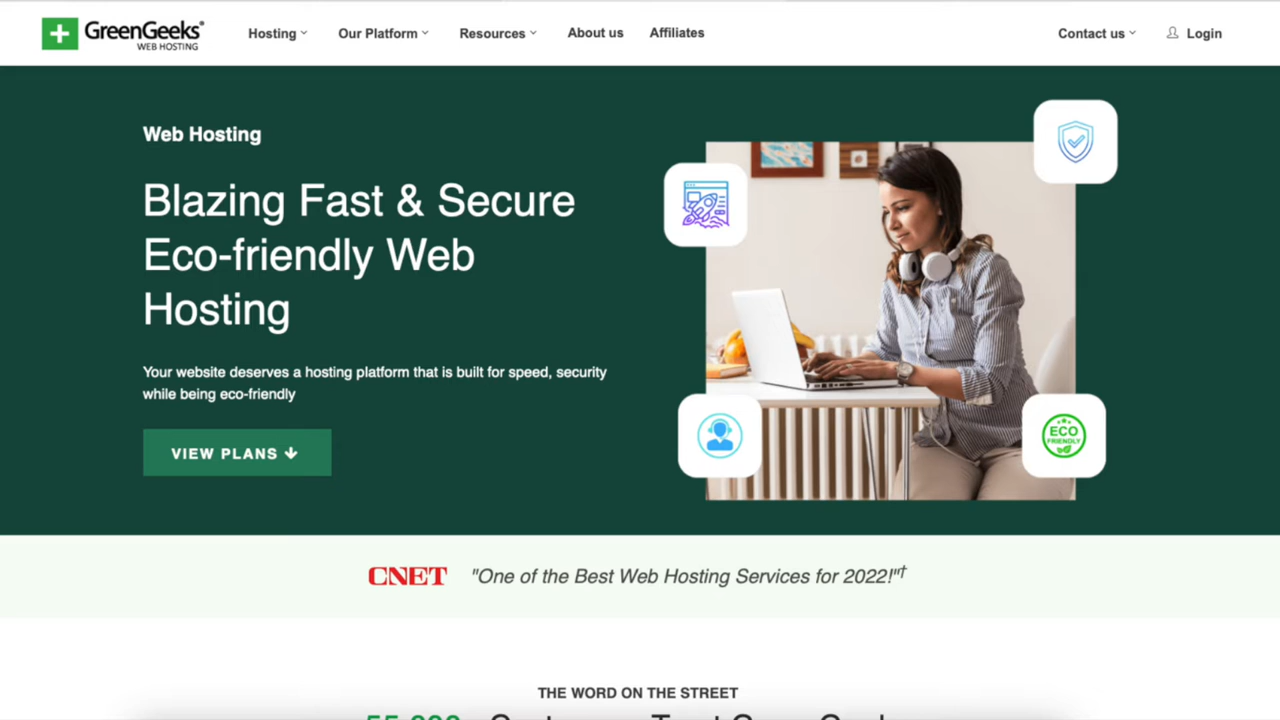 GreenGeeks®
WEB HOSTING
Hosting
Our Platform
Resources
About us
Affiliates
Contact us
Login
Web Hosting
Blazing Fast & Secure
Eco-friendly Web
Hosting
Your website deserves a hosting platform that is built for speed, security
while being eco-friendly
VIEW PLANS
ECO
FRIENDLY
CNET
"One of the Best Web Hosting Services for 2022!"†
THE WORD ON THE STREET